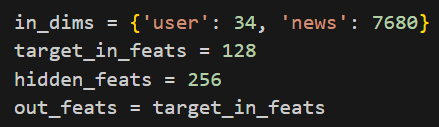 in_dims = {'user': 34, 'news': 7680}
target_in_feats = 128
hidden_feats = 256
out_feats = target_in_feats